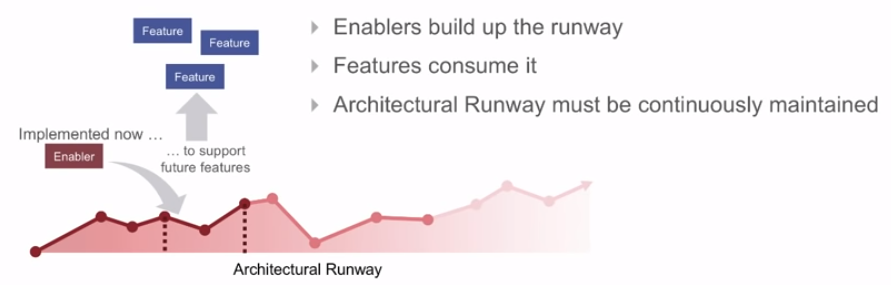 Feature
Feature
Feature
Enablers build up the runway
Features consume it
Architectural Runway must be continuously maintained
Implemented now ...
Enabler
... to support
future features
Architectural Runway